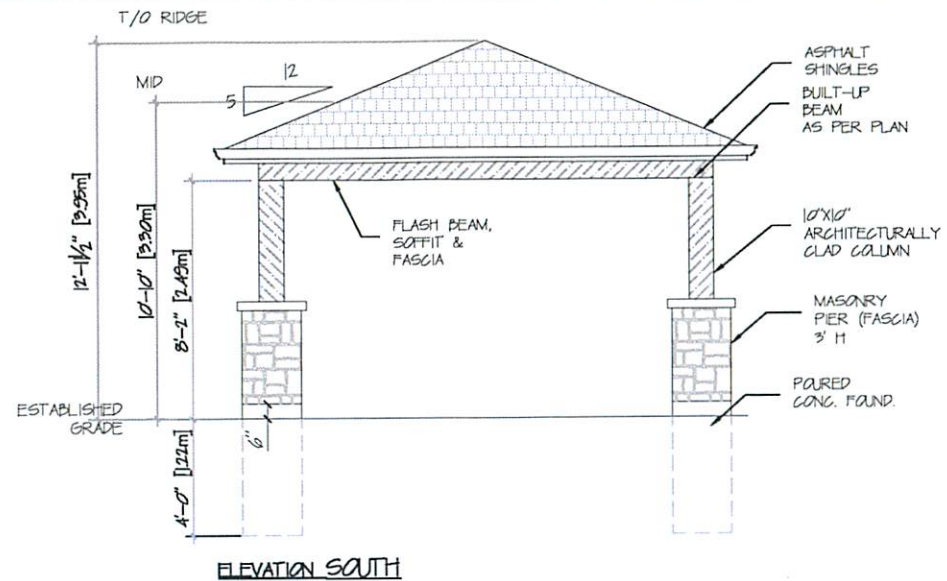 T/O RIDGE
MID
12
5
ASPHALT
SHINGLES
BUILT-UP
BEAM
AS PER PLAN
FLASH BEAM,
SOFFIT &
FASCIA
10"X10"
ARCHITECTURALLY
CLAD COLUMN
MASONRY
PIER (FASCIA)
3' H
POURED
CONC. FOUND.
12'-1½" [3.55m]
10'-10" [3.30m]
8'-2" [2.49m]
ESTABLISHED
GRADE
6"
4'-0" [1.22m]
ELEVATION SOUTH